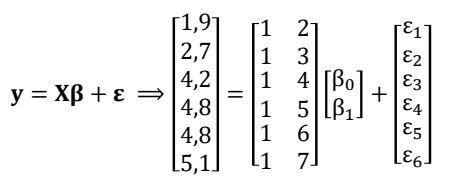 y = Xβ + ε ⟹ [1,9 2,7 4,2 4,8 4,8 5,1] = [1 2 1 3 1 4 1 5 1 6 1 7] [β₀ β₁] + [ε₁ ε₂ ε₃ ε₄ ε₅ ε₆]